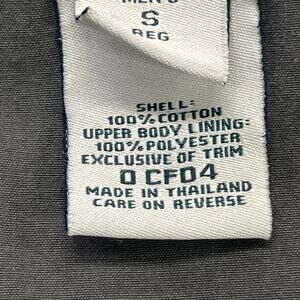 MEN'S
S
REG
SHELL:
100% COTTON
UPPER BODY LINING:
100% POLYESTER
EXCLUSIVE OF TRIM
0 CFD4
MADE IN THAILAND
CARE ON REVERSE